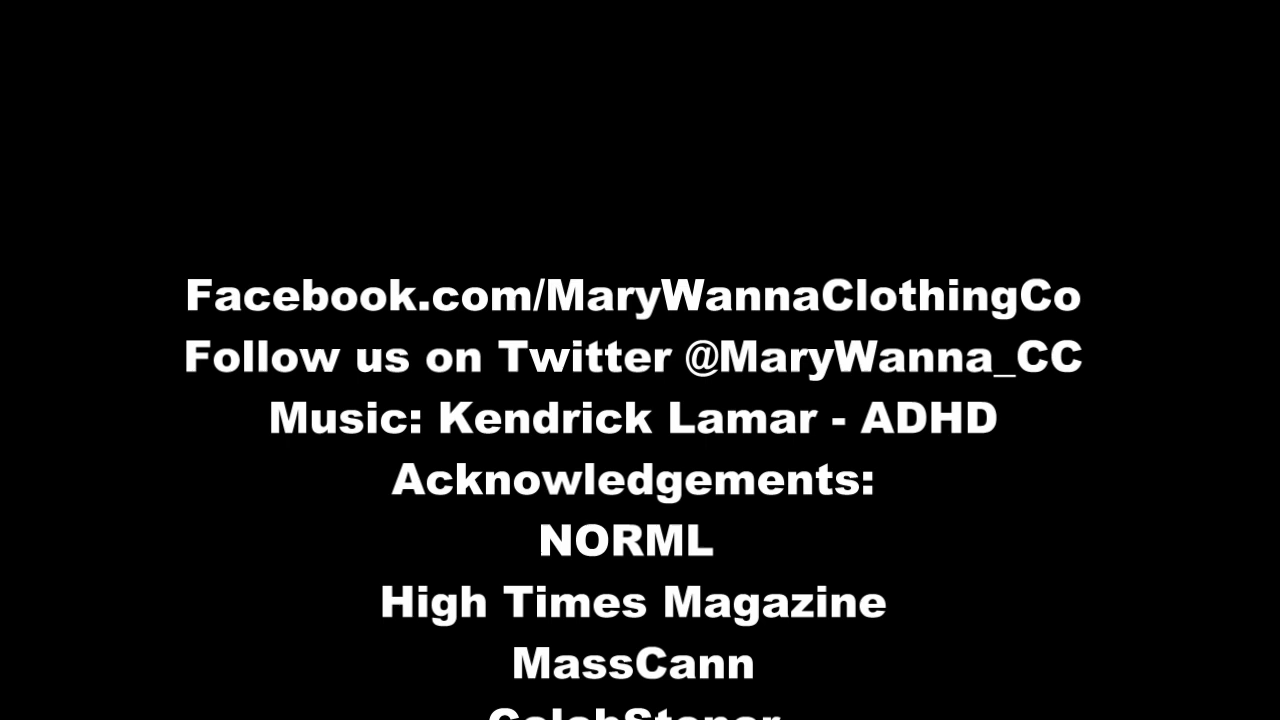 Facebook.com/MaryWannaClothingCo
Follow us on Twitter @MaryWanna_CC
Music: Kendrick Lamar - ADHD
Acknowledgements:
NORML
High Times Magazine
MassCann